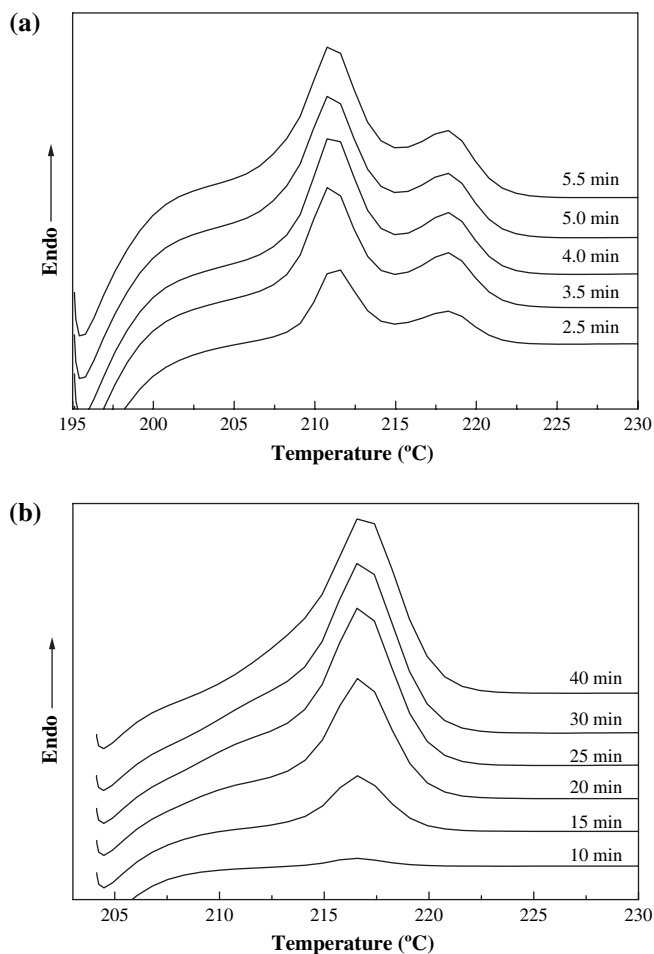 (a)
Endo
5.5 min
5.0 min
4.0 min
3.5 min
2.5 min
195 200 205 210 215 220 225 230
Temperature (ºC)
(b)
Endo
40 min
30 min
25 min
20 min
15 min
10 min
205 210 215 220 225 230
Temperature (ºC)